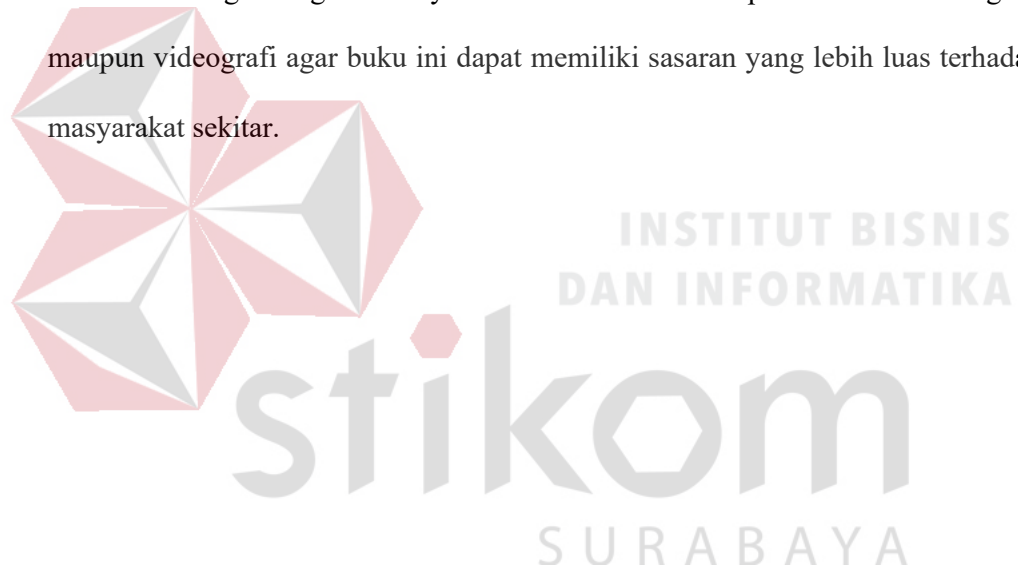 maupun videografi agar buku ini dapat memiliki sasaran yang lebih luas
masyarakat sekitar.
INSTITUT BISNIS
DAN INFORMATIKA
stikom
SURABAYA